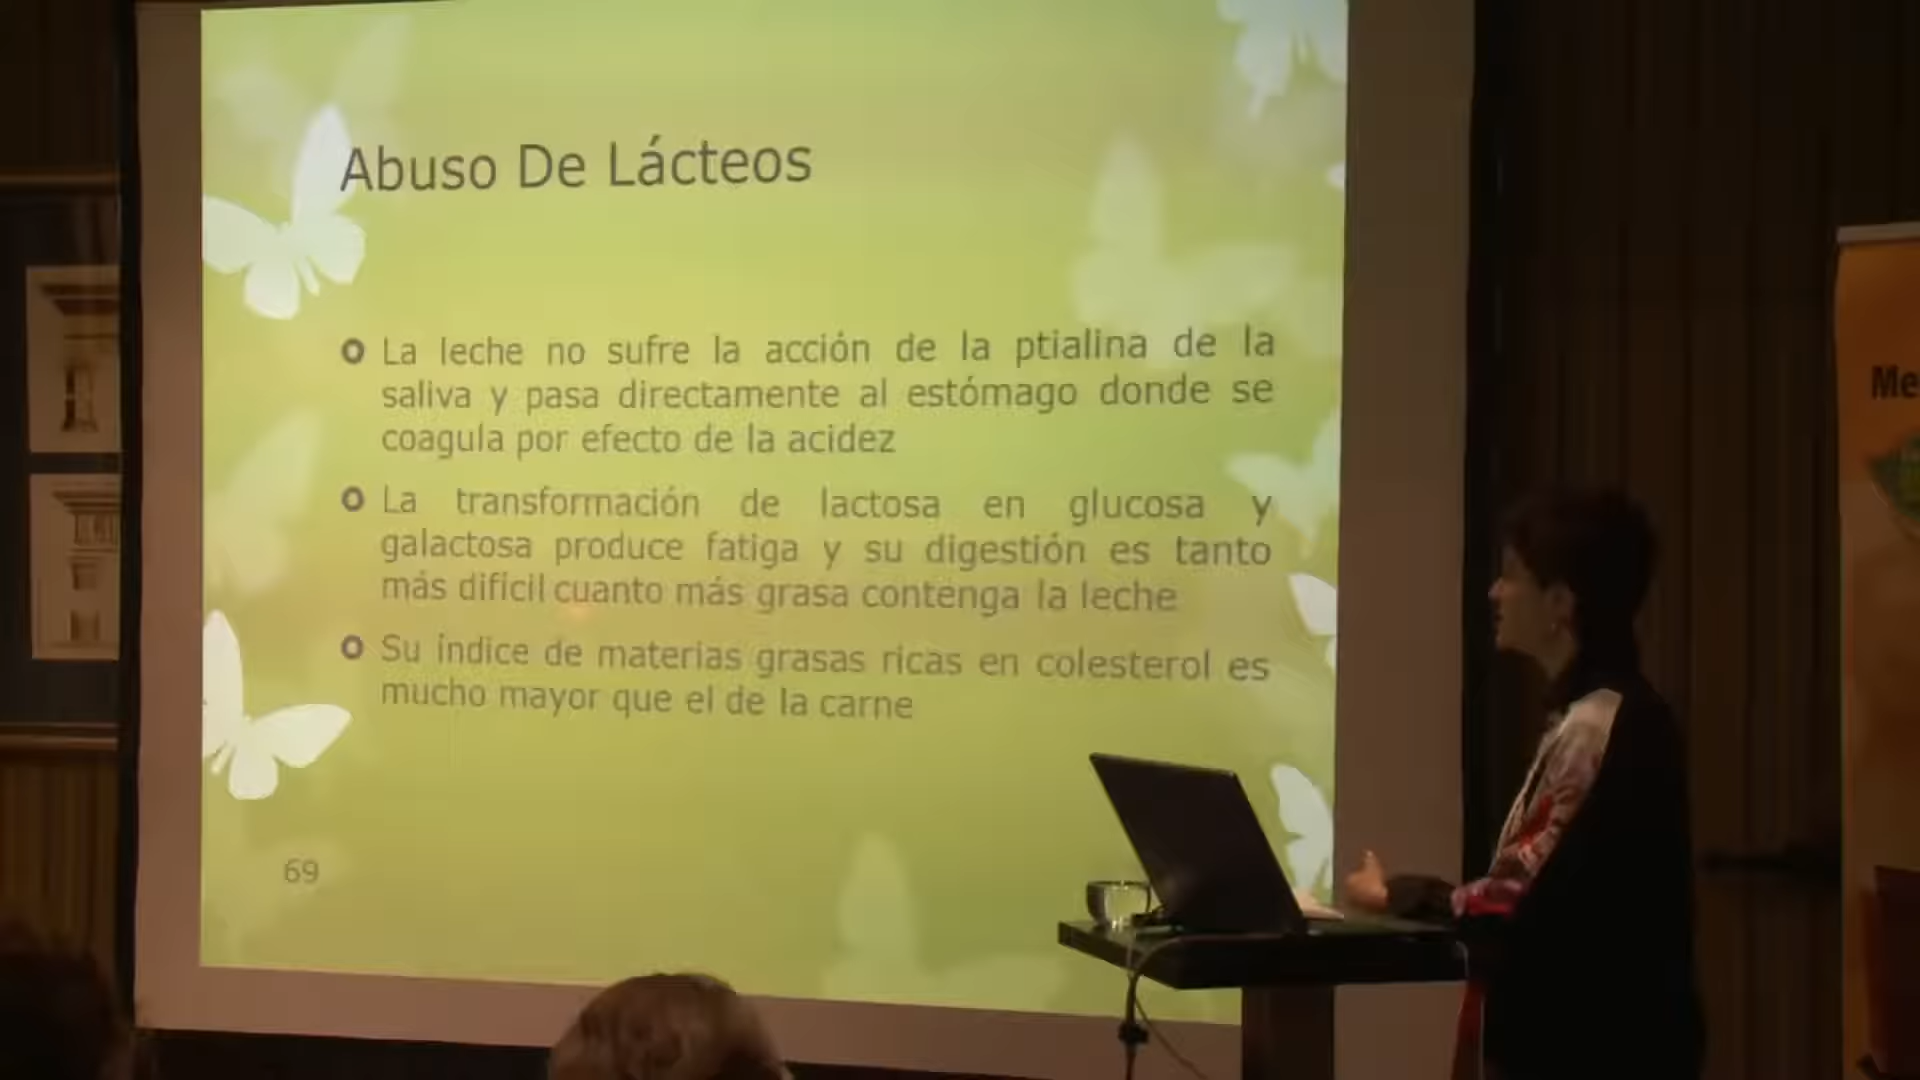 Abuso De Lácteos
La leche no sufre la acción de la ptialina de la
saliva y pasa directamente al estómago donde se
coagula por efecto de la acidez
La transformación de lactosa en glucosa y
galactosa produce fatiga y su digestión es tanto
más difícil cuanto más grasa contenga la leche
Su índice de materias grasas ricas en colesterol es
mucho mayor que el de la carne
69
Me